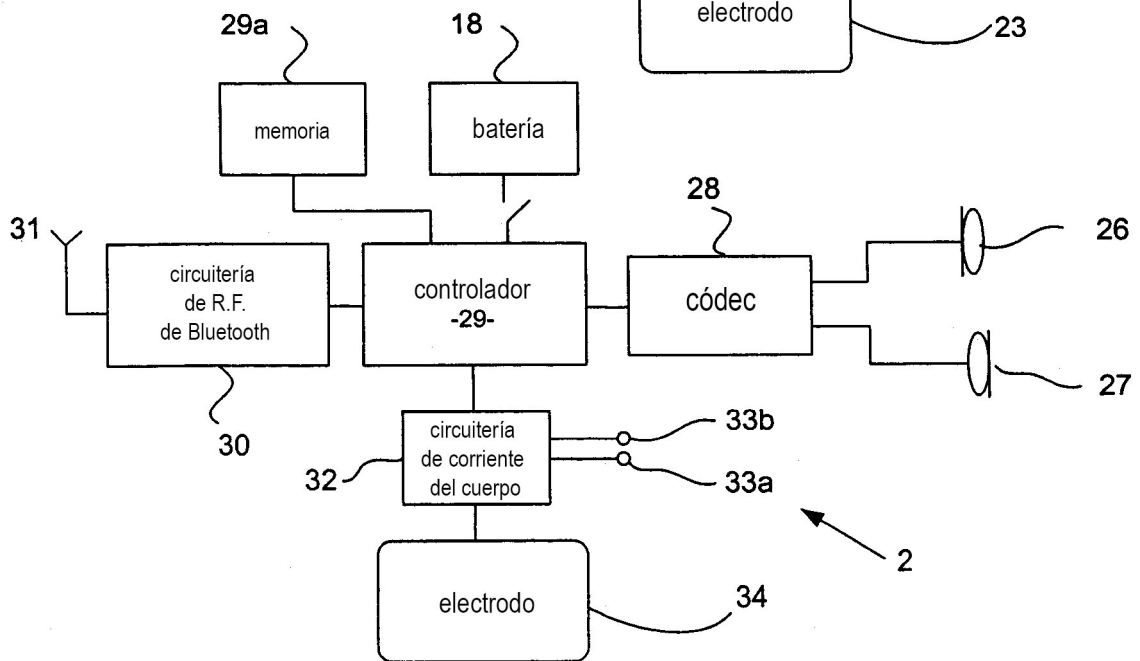 electrodo
23
29a
18
memoria
batería
28
31
26
circuitería
de R.F.
de Bluetooth
controlador
-29-
códec
27
30
circuitería
de corriente
del cuerpo
33b
32
33a
2
electrodo
34